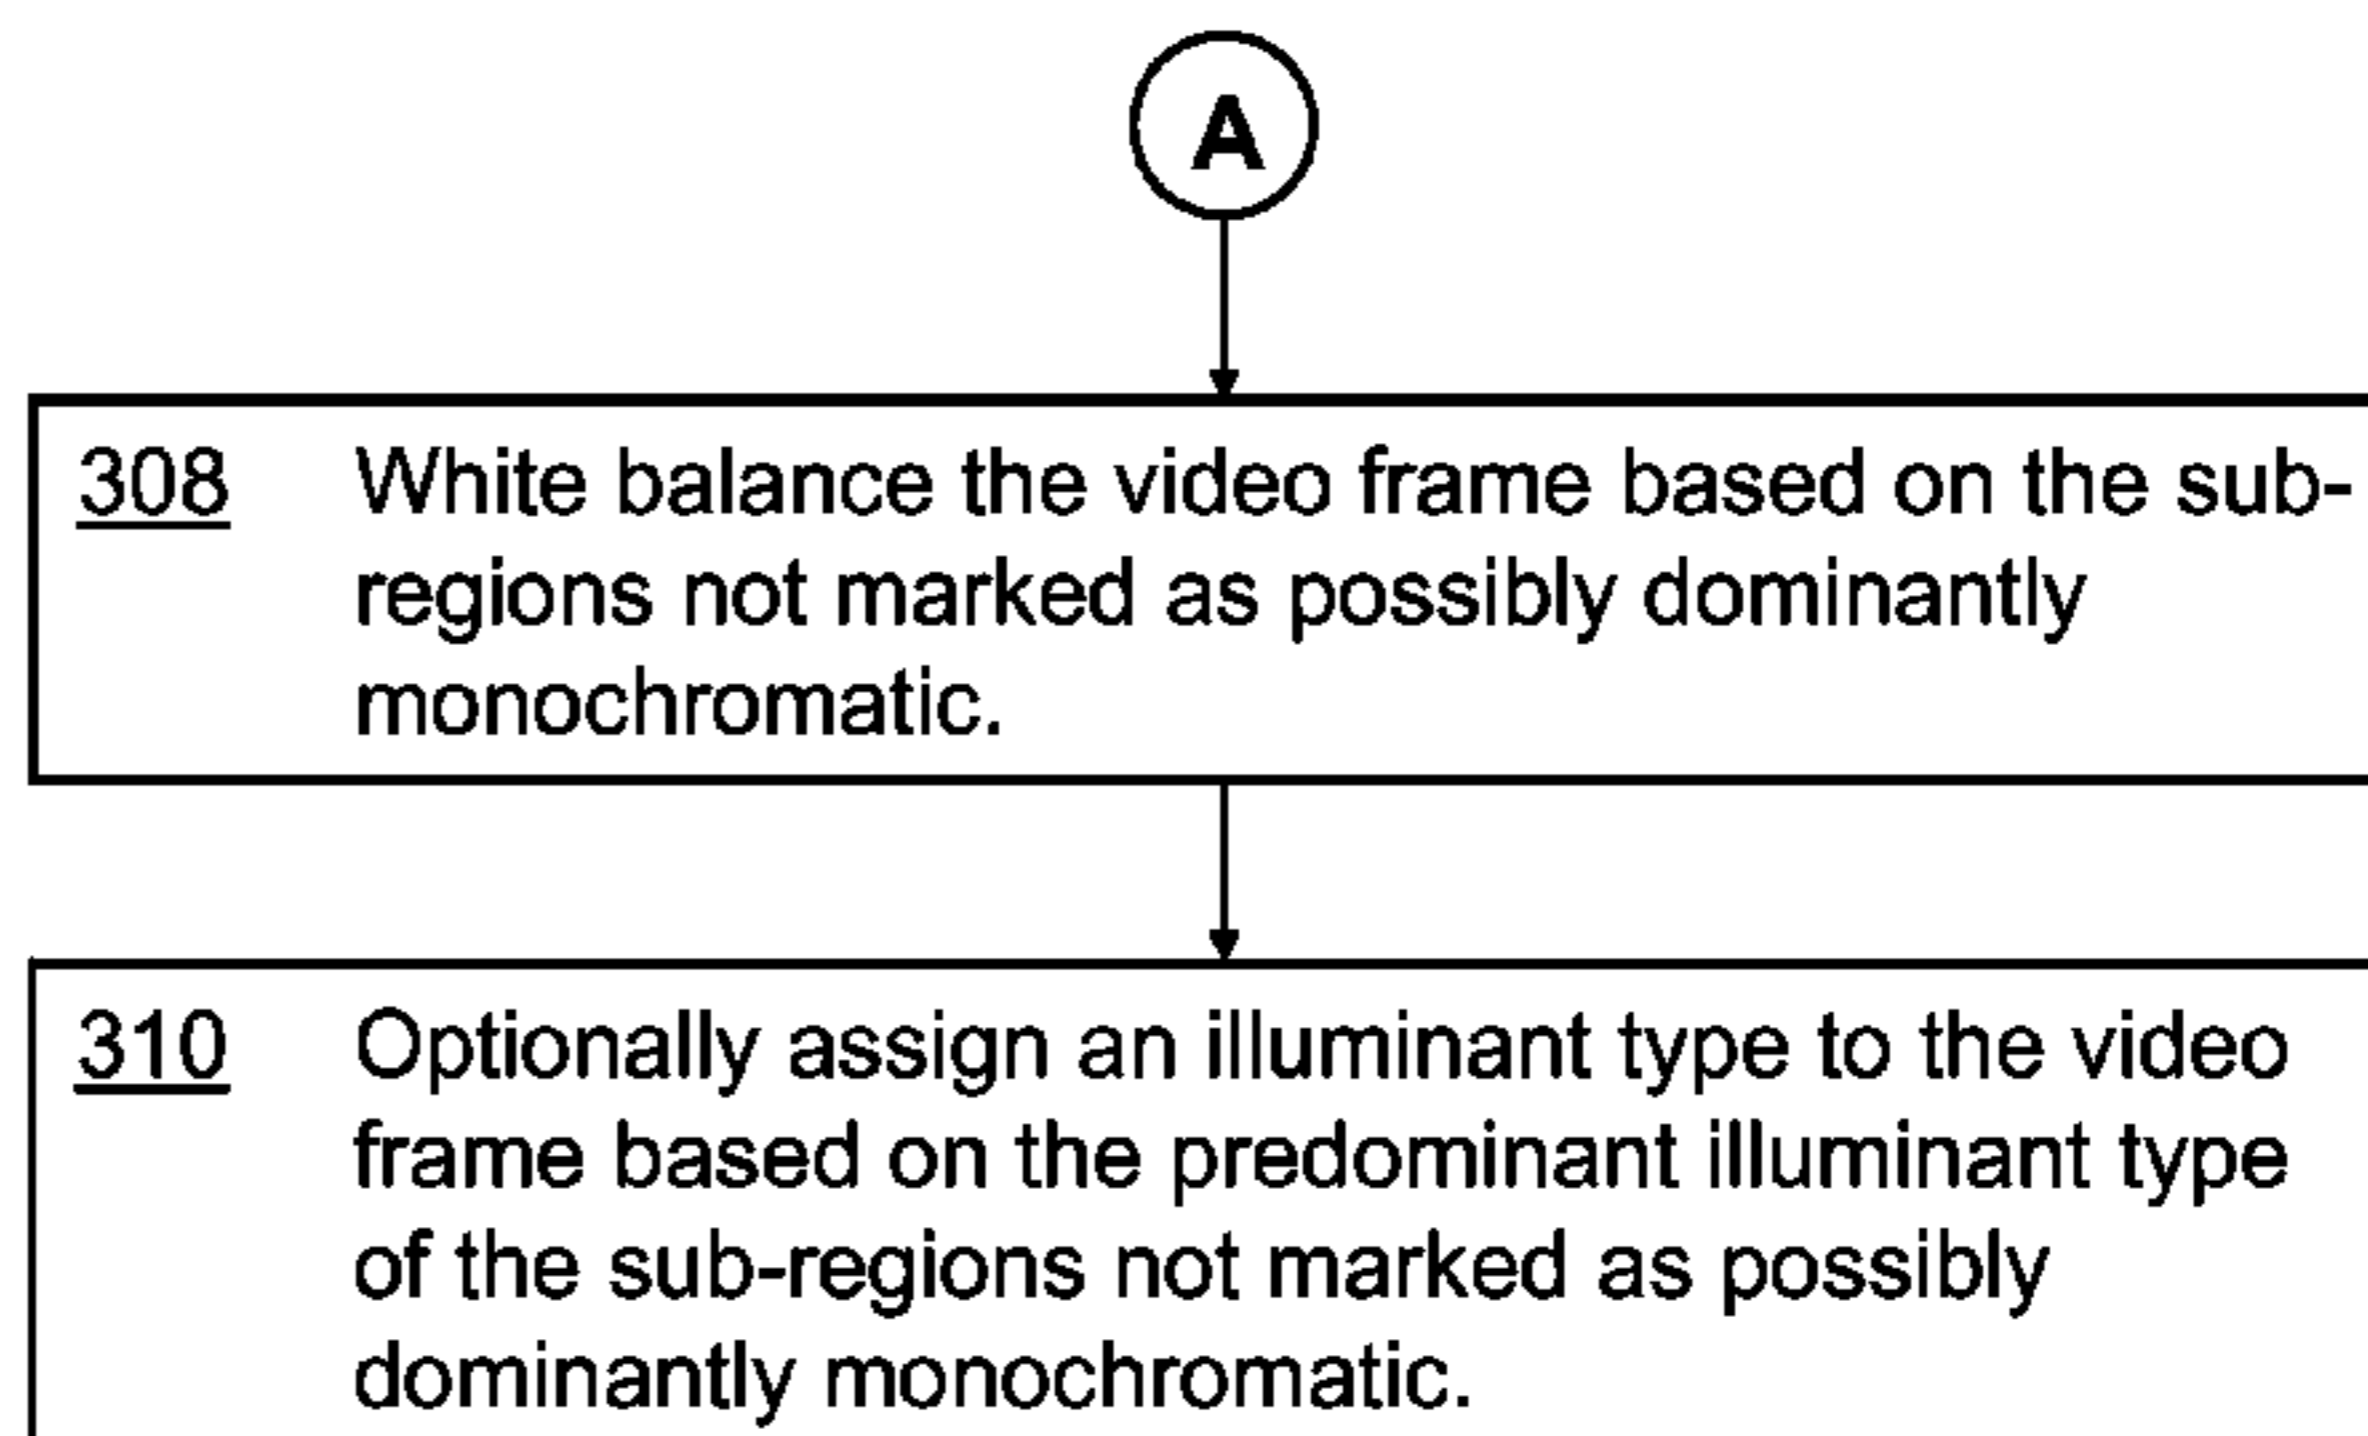 A
308 White balance the video frame based on the sub-
regions not marked as possibly dominantly
monochromatic.
310 Optionally assign an illuminant type to the video
frame based on the predominant illuminant type
of the sub-regions not marked as possibly
dominantly monochromatic.